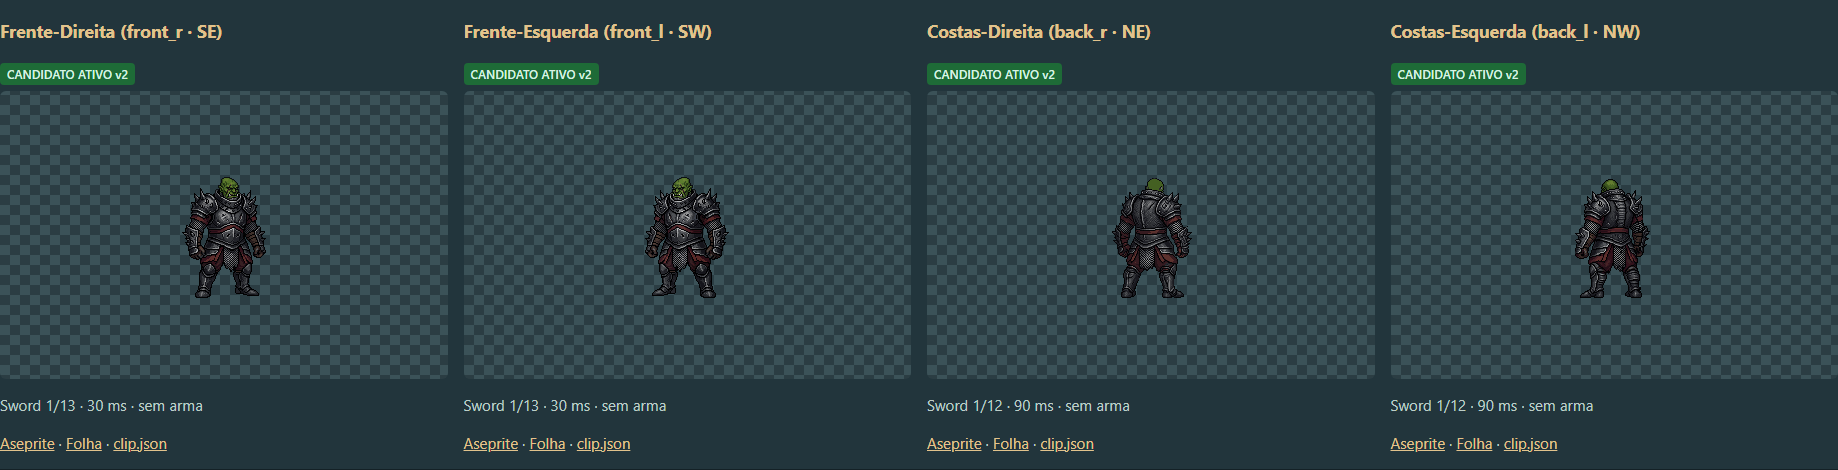 Frente-Direita (front_r · SE)
CANDIDATO ATIVO v2
Sword 1/13 · 30 ms · sem arma
Aseprite · Folha · clip.json
Frente-Esquerda (front_l · SW)
CANDIDATO ATIVO v2
Sword 1/13 · 30 ms · sem arma
Aseprite · Folha · clip.json
Costas-Direita (back_r · NE)
CANDIDATO ATIVO v2
Sword 1/12 · 90 ms · sem arma
Aseprite · Folha · clip.json
Costas-Esquerda (back_l · NW)
CANDIDATO ATIVO v2
Sword 1/12 · 90 ms · sem arma
Aseprite · Folha · clip.json